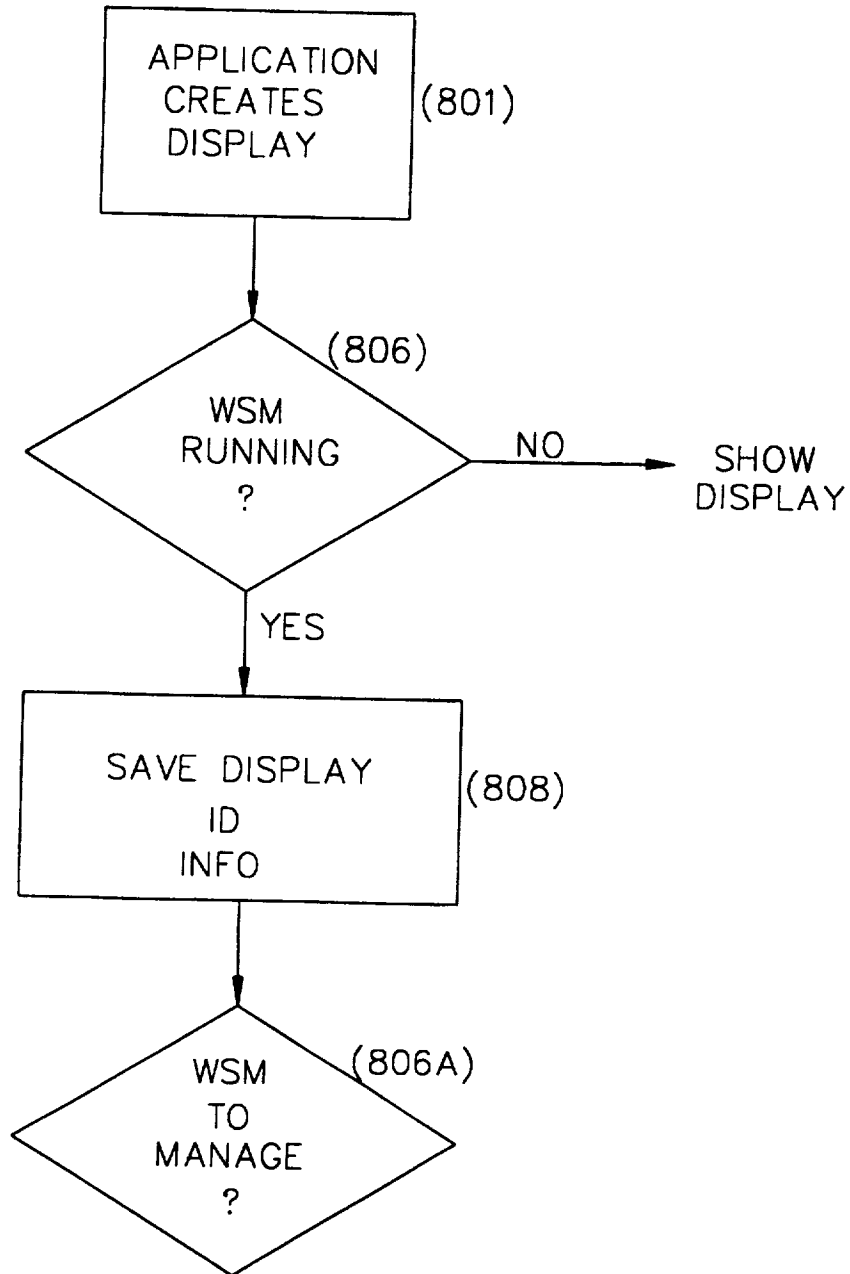 APPLICATION
CREATES
DISPLAY
(801)
(806)
WSM
RUNNING
?
NO
SHOW
DISPLAY
YES
SAVE DISPLAY
ID
INFO
(808)
(806A)
WSM
TO
MANAGE
?